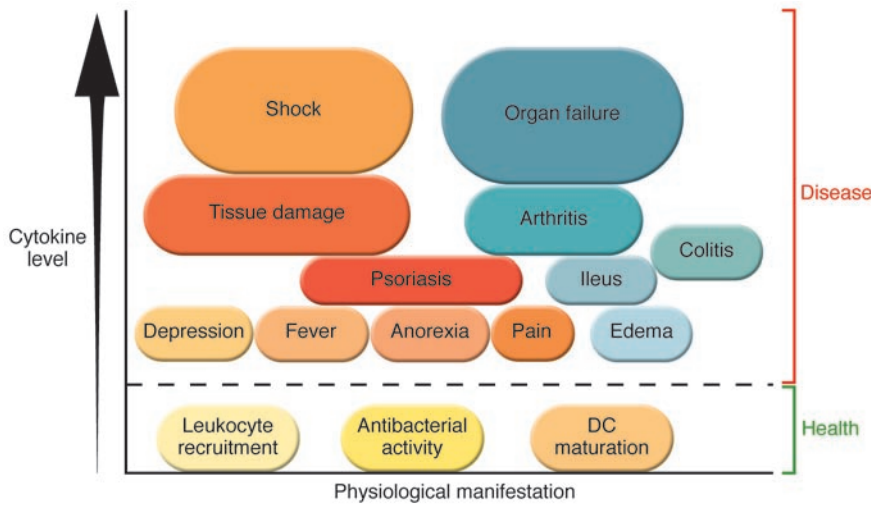 Shock
Organ failure
Tissue damage
Arthritis
Disease
Cytokine
level
Colitis
Psoriasis
Ileus
Depression
Fever
Anorexia
Pain
Edema
Leukocyte
recruitment
Antibacterial
activity
DC
maturation
Health
Physiological manifestation